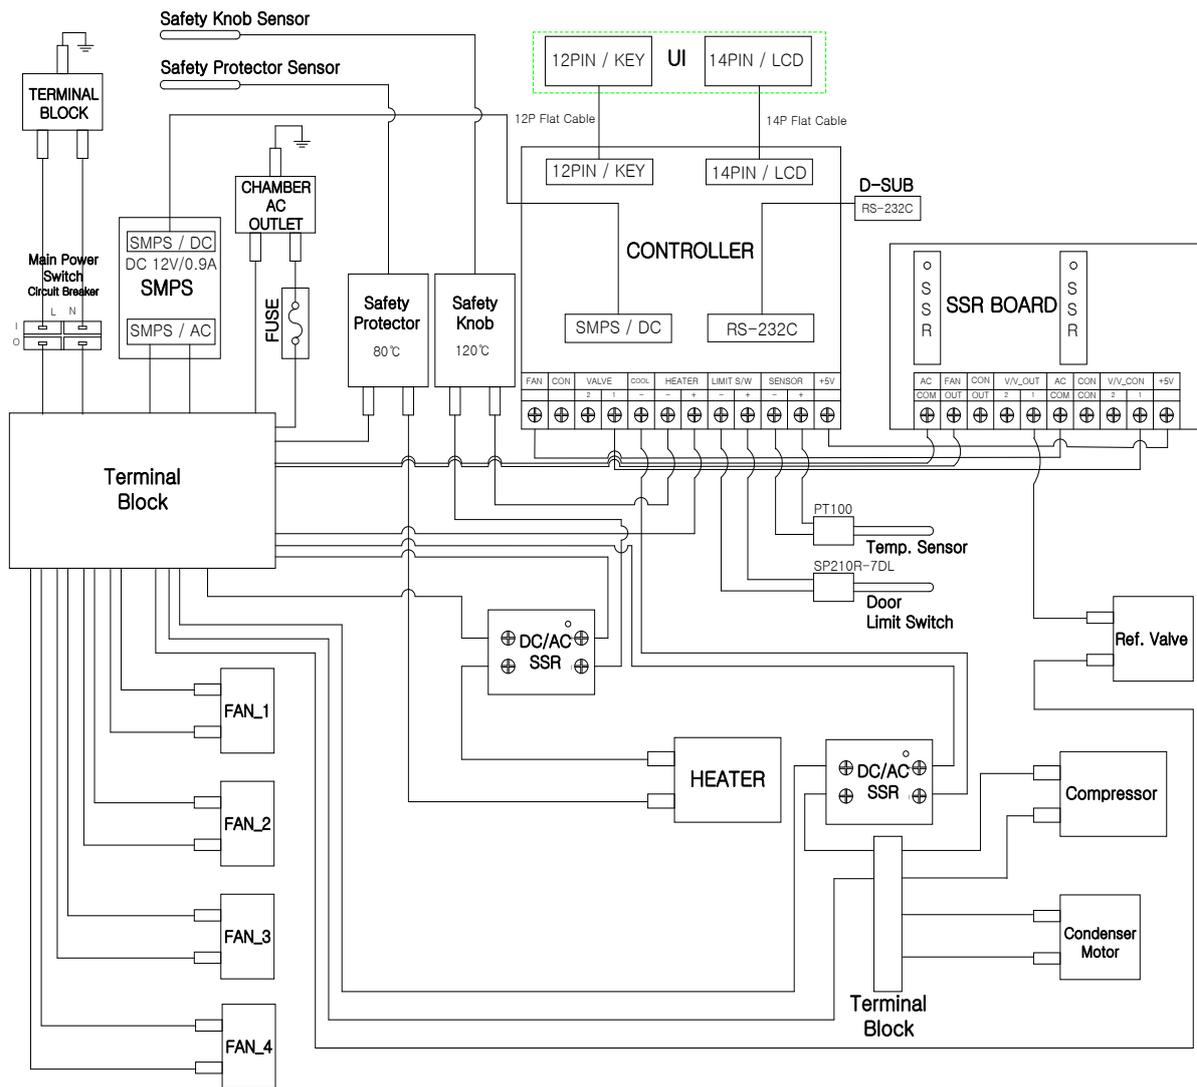 Safety Knob Sensor
Safety Protector Sensor
12PIN / KEY
UI
14PIN / LCD
12P Flat Cable
14P Flat Cable
TERMINAL
BLOCK
12PIN / KEY
14PIN / LCD
D-SUB
RS-232C
CHAMBER
AC
OUTLET
CONTROLLER
SMPS / DC
DC 12V/0.9A
SMPS
SMPS / AC
Main Power
Switch
Circuit Breaker
L N
I
O
FUSE
Safety
Protector
80℃
Safety
Knob
120℃
SMPS / DC
RS-232C
SSR
SSR BOARD
SSR
FAN CON VALVE COOL HEATER LIMIT S/W SENSOR +5V
2 1 - - + - + - +
AC FAN CON V/V_OUT AC CON V/V_CON +5V
COM OUT OUT 2 1 COM CON 2 1
Terminal
Block
PT100
Temp. Sensor
SP210R-7DL
Door
Limit Switch
DC/AC
SSR
Ref. Valve
FAN_1
HEATER
DC/AC
SSR
Compressor
FAN_2
FAN_3
Condenser
Motor
Terminal
Block
FAN_4